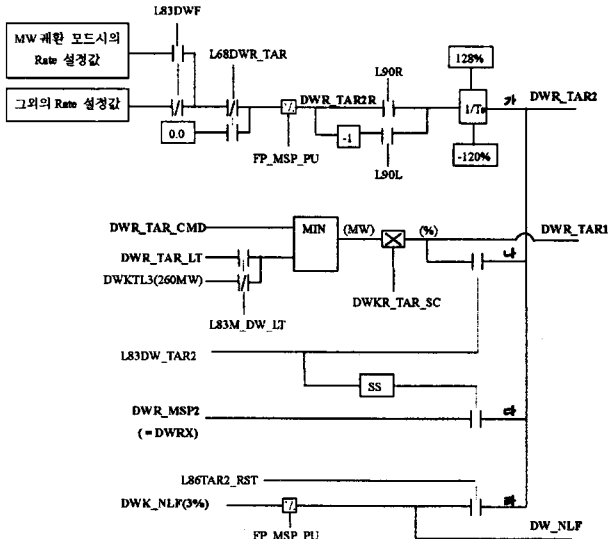 L83DWF
MW 궤환 모드시의
Rate 설정값
L68DWR_TAR
그외의 Rate 설정값
0.0
FP_MSP_PU
DWR_TAR2R
L90R
-1
L90L
128%
1/Ts
-120%
가
DWR_TAR2
DWR_TAR_CMD
DWR_TAR_LT
DWKTL3(260MW)
L83M_DW_LT
MIN
(MW)
(%)
DWKR_TAR_SC
DWR_TAR1
나
L83DW_TAR2
SS
DWR_MSP2
( = DWRX)
다
L86TAR2_RST
DWK_NLF(3%)
FP_MSP_PU
라
DW_NLF